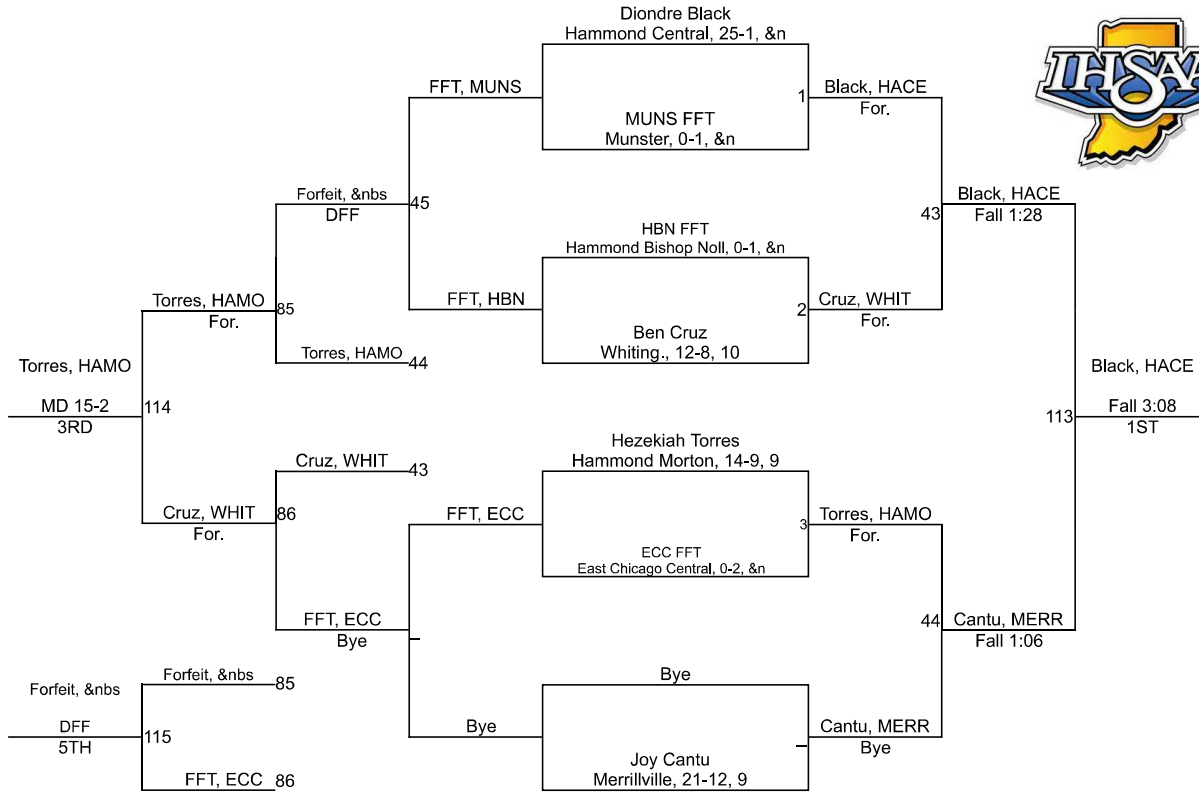 Diondre Black
Hammond Central, 25-1, &n
IHSAA
FFT, MUNS
1
Black, HACE
For.
MUNS FFT
Munster, 0-1, &n
Forfeit, &nbs
45
DFF
43
Black, HACE
Fall 1:28
HBN FFT
Hammond Bishop Noll, 0-1, &n
Torres, HAMO
85
For.
FFT, HBN
2
Cruz, WHIT
For.
Ben Cruz
Whiting., 12-8, 10
Torres, HAMO
44
Torres, HAMO
MD 15-2
114
3RD
Black, HACE
113
Fall 3:08
1ST
Hezekiah Torres
Hammond Morton, 14-9, 9
Cruz, WHIT
43
Cruz, WHIT
86
For.
FFT, ECC
3
Torres, HAMO
For.
ECC FFT
East Chicago Central, 0-2, &n
FFT, ECC
Bye
44
Cantu, MERR
Fall 1:06
Forfeit, &nbs
85
Bye
Forfeit, &nbs
DFF
115
5TH
Bye
Cantu, MERR
Bye
Joy Cantu
Merrillville, 21-12, 9
FFT, ECC
86